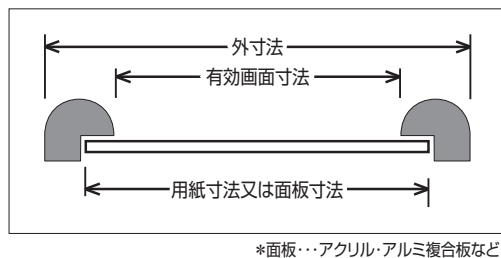 外寸法
有効画面寸法
用紙寸法又は面板寸法
*面板･･･アクリル･アルミ複合板など